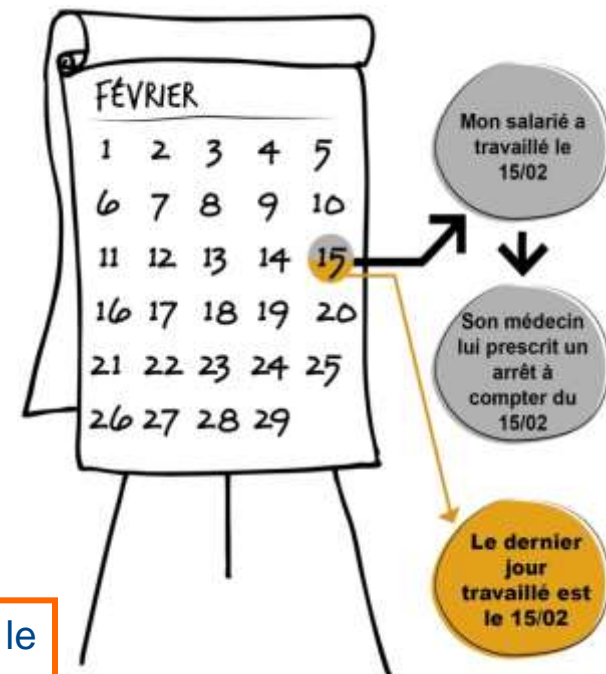 FÉVRIER
1 2 3 4 5
6 7 8 9 10
11 12 13 14 15
16 17 18 19 20
21 22 23 24 25
26 27 28 29
Mon salarié a
travaillé le
15/02
Son médecin
lui prescrit un
arrêt à
compter du
15/02
Le dernier
jour
travaillé est
le 15/02
le